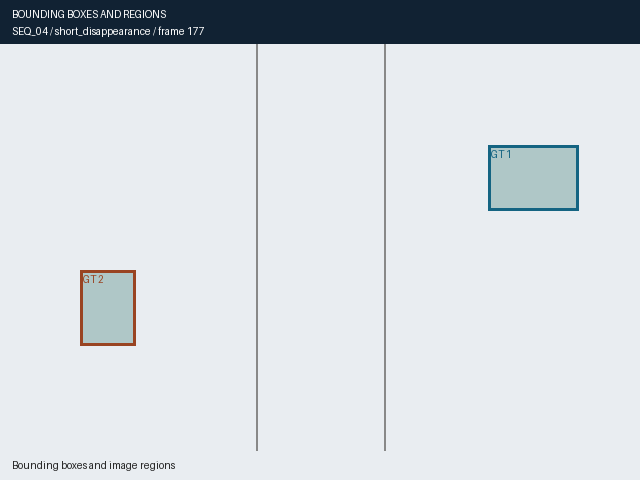 BOUNDING BOXES AND REGIONS
SEQ_04 / short_disappearance / frame 177
GT1
GT2
Bounding boxes and image regions